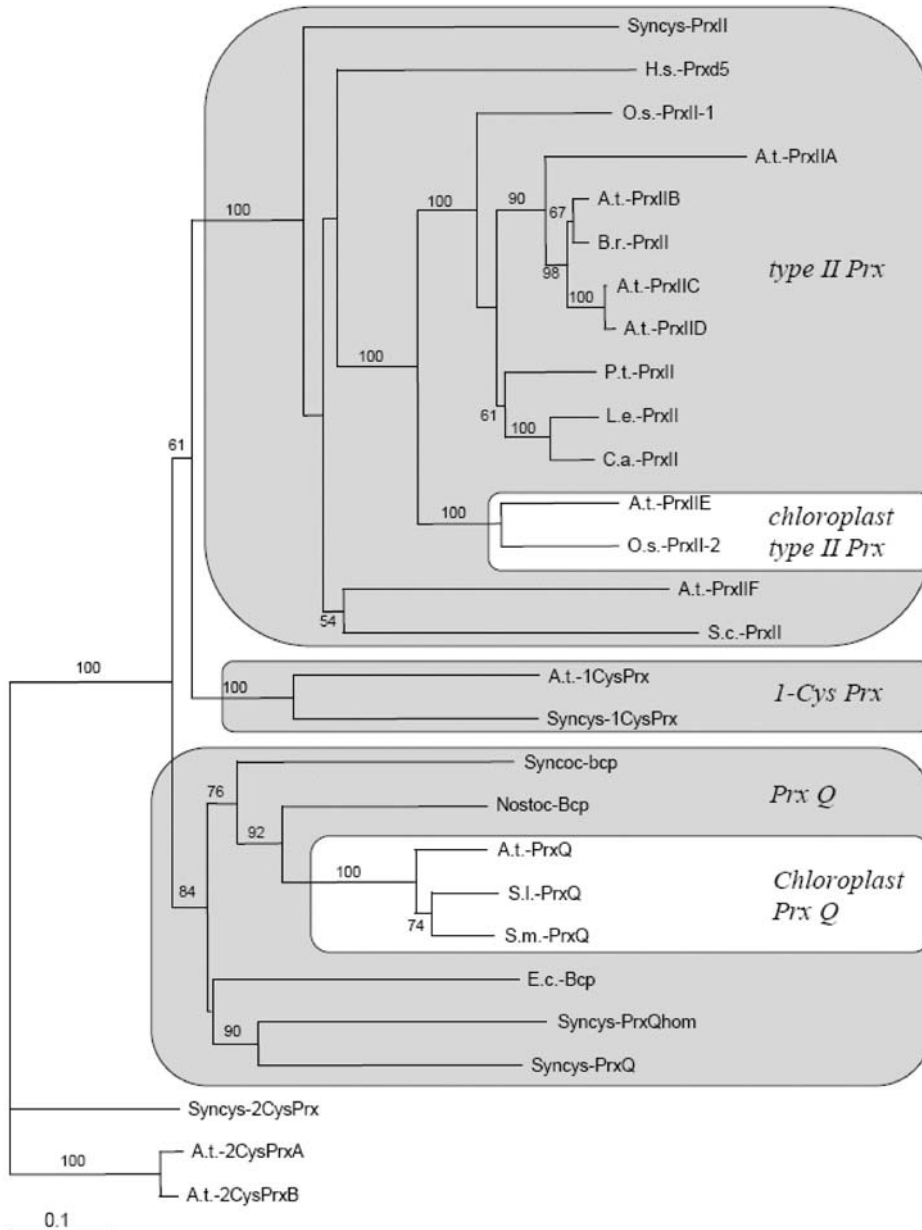 Syncys-PrxII
H.s.-Prxd5
O.s.-PrxII-1
A.t.-PrxIIA
90
100
A.t.-PrxIIB
67
100
B.r.-PrxII
type II Prx
98
A.t.-PrxIIC
100
A.t.-PrxIID
100
P.t.-PrxII
61
L.e.-PrxII
100
61
C.a.-PrxII
A.t.-PrxIIE
chloroplast
type II Prx
100
O.s.-PrxII-2
A.t.-PrxIIF
54
S.c.-PrxII
100
A.t.-1CysPrx
100
1-Cys Prx
Syncys-1CysPrx
Syncoc-bcp
76
Prx Q
Nostoc-Bcp
92
A.t.-PrxQ
100
Chloroplast
Prx Q
84
S.l.-PrxQ
74
S.m.-PrxQ
E.c.-Bcp
Syncys-PrxQhom
90
Syncys-PrxQ
Syncys-2CysPrx
A.t.-2CysPrxA
100
A.t.-2CysPrxB
0.1